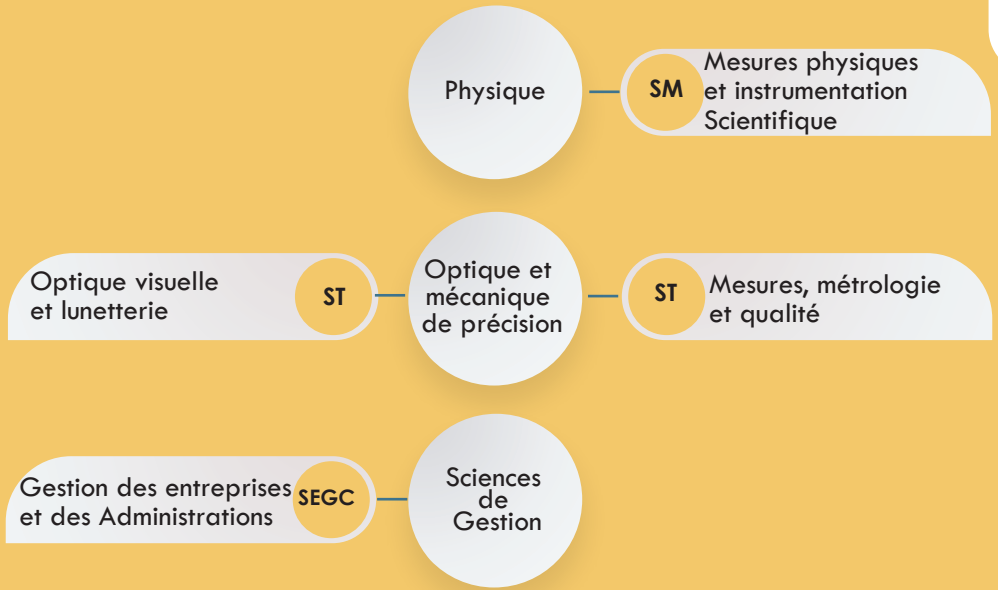 Physique
SM
Mesures physiques
et instrumentation
Scientifique
Optique visuelle
et lunetterie
ST
Optique et
mécanique
de précision
ST
Mesures, métrologie
et qualité
Gestion des entreprises
et des Administrations
SEGC
Sciences
de
Gestion